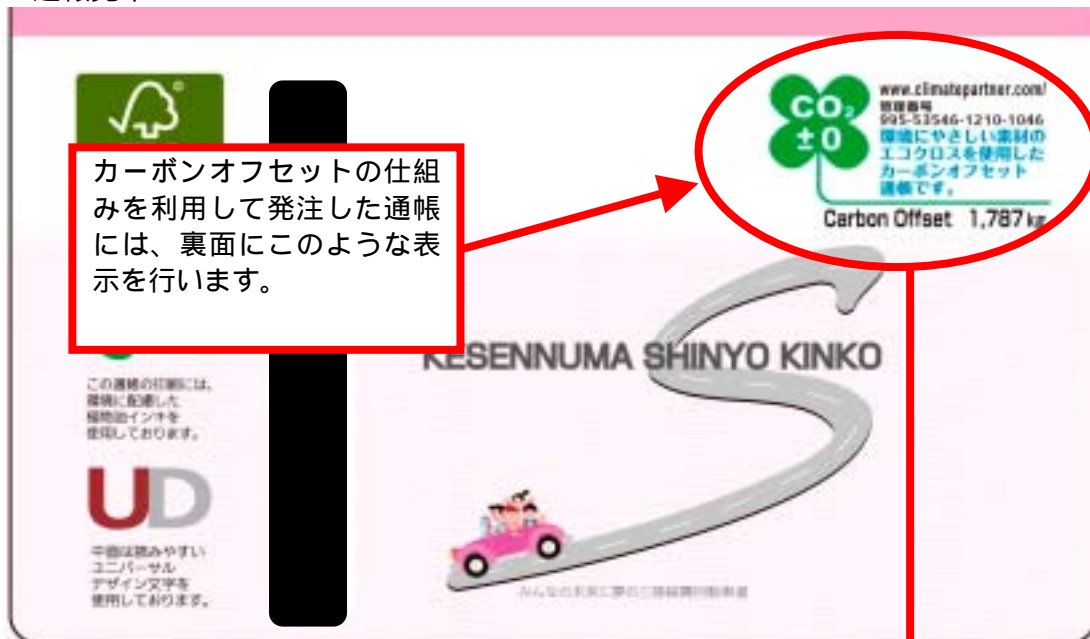 www.climatepartner.com/
管理番号
995-53546-1210-1046
環境にやさしい素材の
エコクロスを使用した
カーボンオフセット
通帳です。
CO₂
±0
Carbon Offset 1,787kg
カーボンオフセットの仕組
みを利用して発注した通帳
には、裏面にこのような表
示を行います。
KESENNUMA SHINYO KINKO
この通帳の印刷には、
環境に配慮した
植物油インキを
使用しております。
UD
中面は読みやすい
ユニバーサル
デザイン文字を
使用しております。